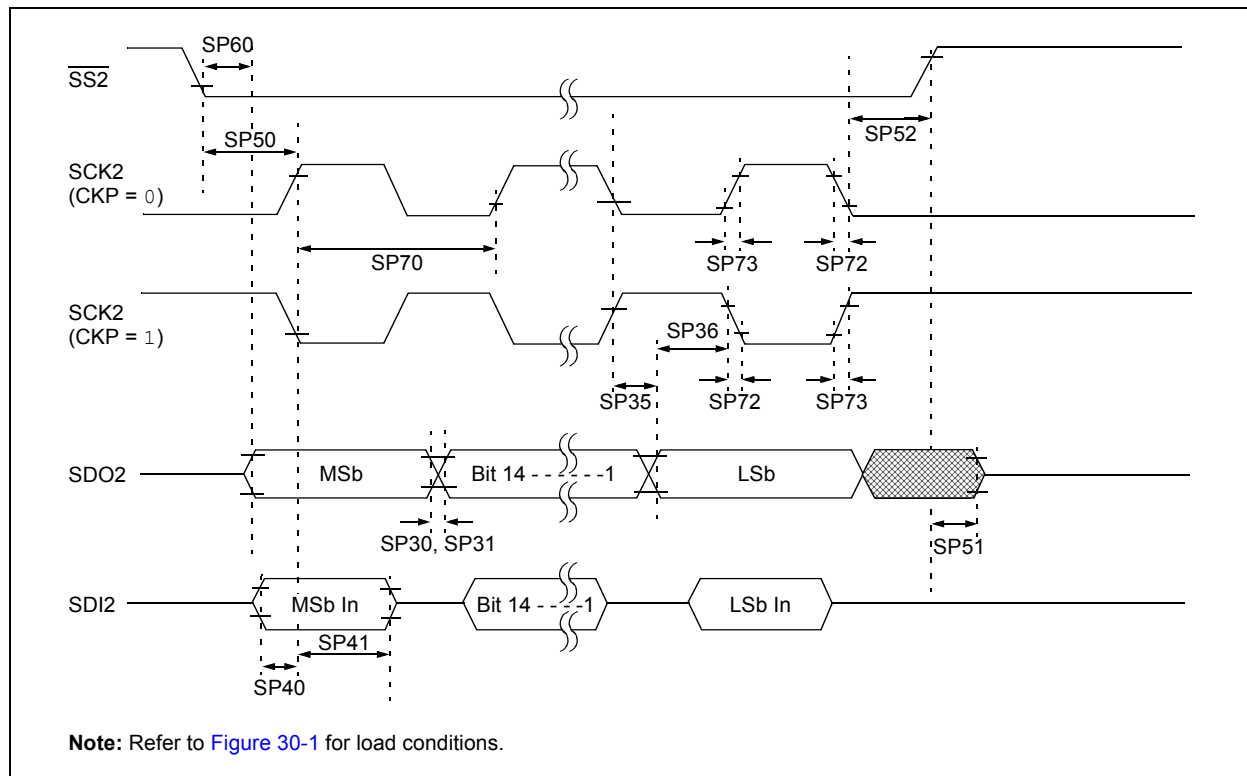 SP60
SS2
SP50
SP52
SCK2
(CKP = 0)
SP70
SP73
SP72
SCK2
(CKP = 1)
SP36
SP35
SP72
SP73
SDO2
MSb
Bit 14 - - - - - -1
LSb
SP30, SP31
SP51
SDI2
MSb In
Bit 14 - - - -1
LSb In
SP41
SP40
Note: Refer to Figure 30-1 for load conditions.